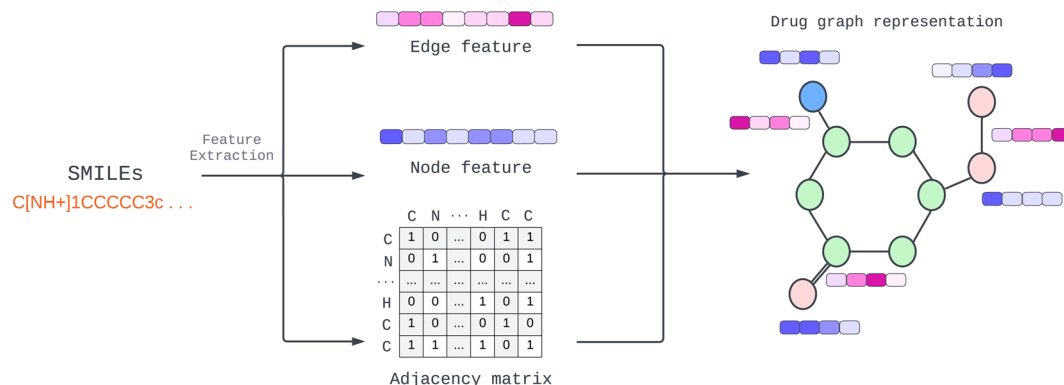 Drug graph representation
Edge feature
Feature
Extraction
SMILEs
C[NH+]1CCCCC3c . . .
Node feature
C N ... H C C
C 1 0 ... 0 1 1
N 0 1 ... 0 0 1
... ... ... ... ... ... ...
H 0 0 ... 1 0 1
C 1 0 ... 0 1 0
C 1 1 ... 1 0 1
Adjacency matrix